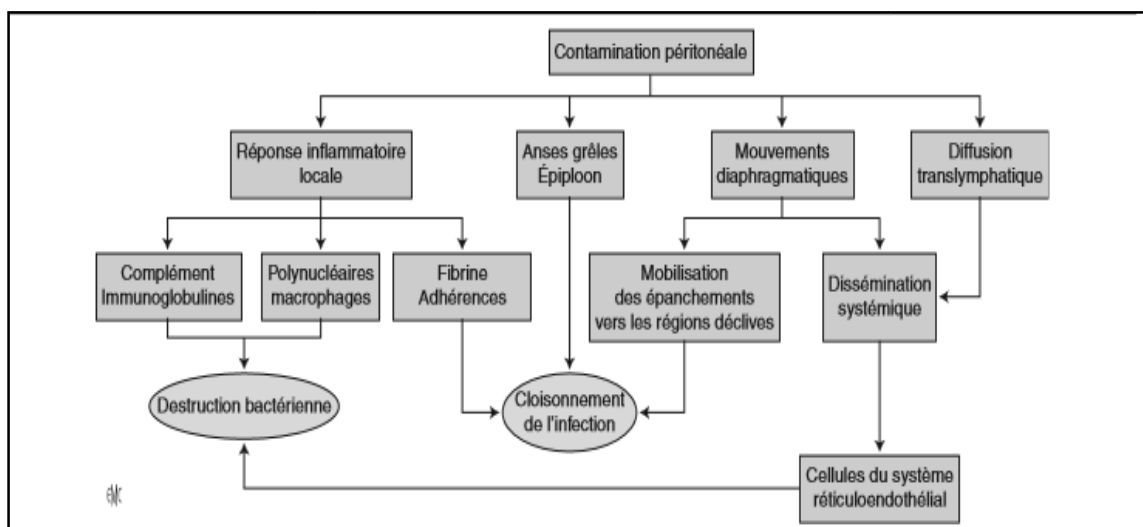 Contamination péritonéale
Réponse inflammatoire
locale
Anses grêles
Épiploon
Mouvements
diaphragmatiques
Diffusion
translymphatique
Complément
Immunoglobulines
Polynucléaires
macrophages
Fibrine
Adhérences
Mobilisation
des épanchements
vers les régions déclives
Dissémination
systémique
Destruction bactérienne
Cloisonnement
de l'infection
Cellules du système
réticuloendothélial
EMC